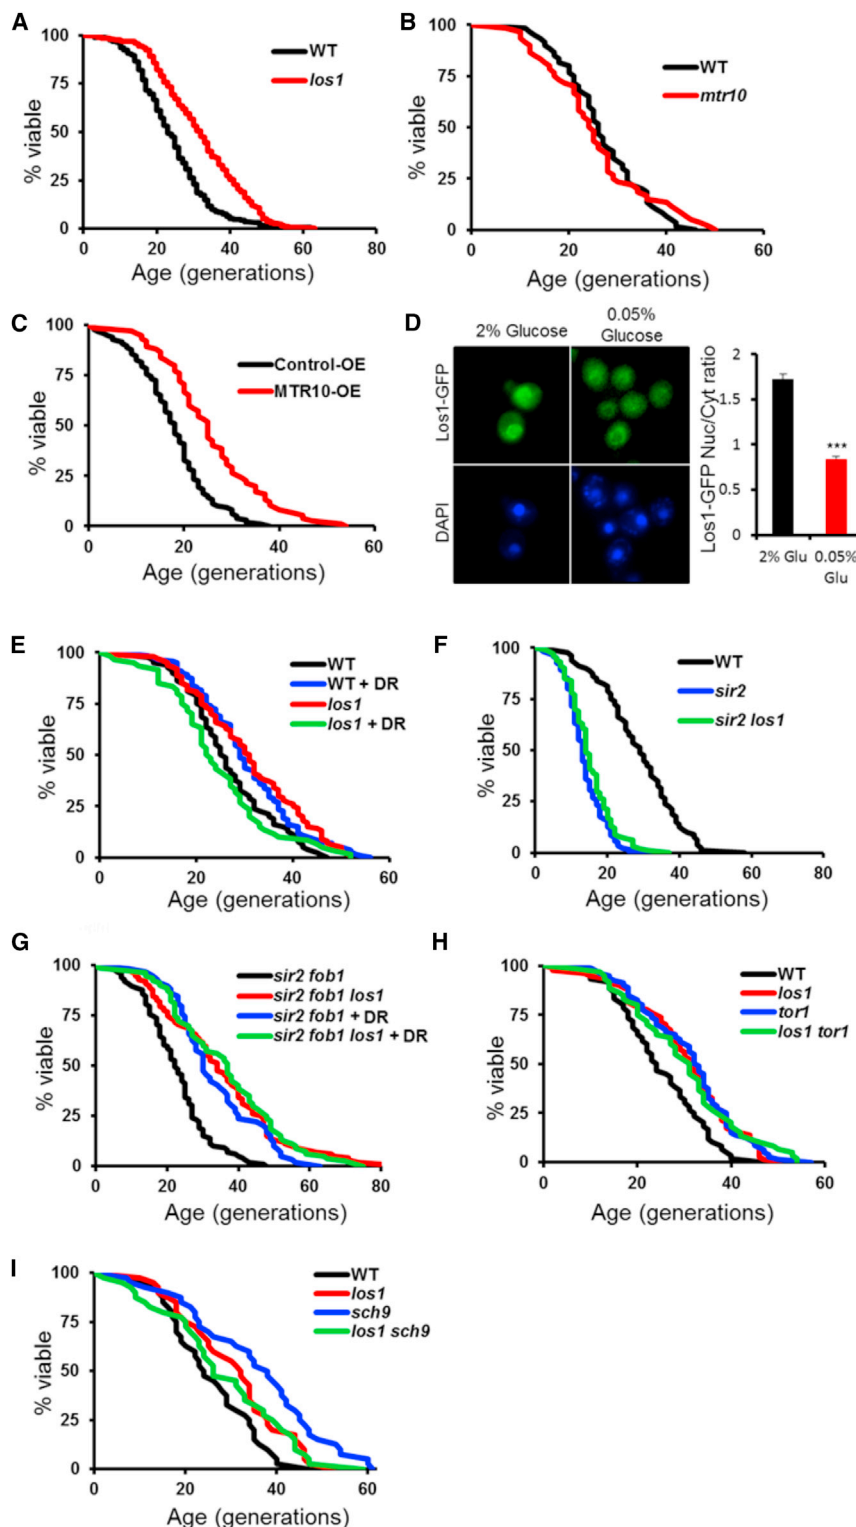 A
100
75
50
25
0
% viable
WT
los1
0 20 40 60 80
Age (generations)
B
100
75
50
25
0
% viable
WT
mtr10
0 20 40 60
Age (generations)
C
100
75
50
25
0
% viable
Control-OE
MTR10-OE
0 20 40 60
Age (generations)
D
2% Glucose
0.05%
Glucose
Los1-GFP
DAPI
Los1-GFP Nuc/Cyt ratio
2
1.5
1
0.5
0
***
2% Glu 0.05%
Glu
E
100
75
50
25
0
% viable
WT
WT + DR
los1
los1 + DR
0 20 40 60
Age (generations)
F
100
75
50
25
0
% viable
WT
sir2
sir2 los1
0 20 40 60 80
Age (generations)
G
100
75
50
25
0
% viable
sir2 fob1
sir2 fob1 los1
sir2 fob1 + DR
sir2 fob1 los1 + DR
0 20 40 60 80
Age (generations)
H
100
75
50
25
0
% viable
WT
los1
tor1
los1 tor1
0 20 40 60
Age (generations)
I
100
75
50
25
0
% viable
WT
los1
sch9
los1 sch9
0 20 40 60
Age (generations)